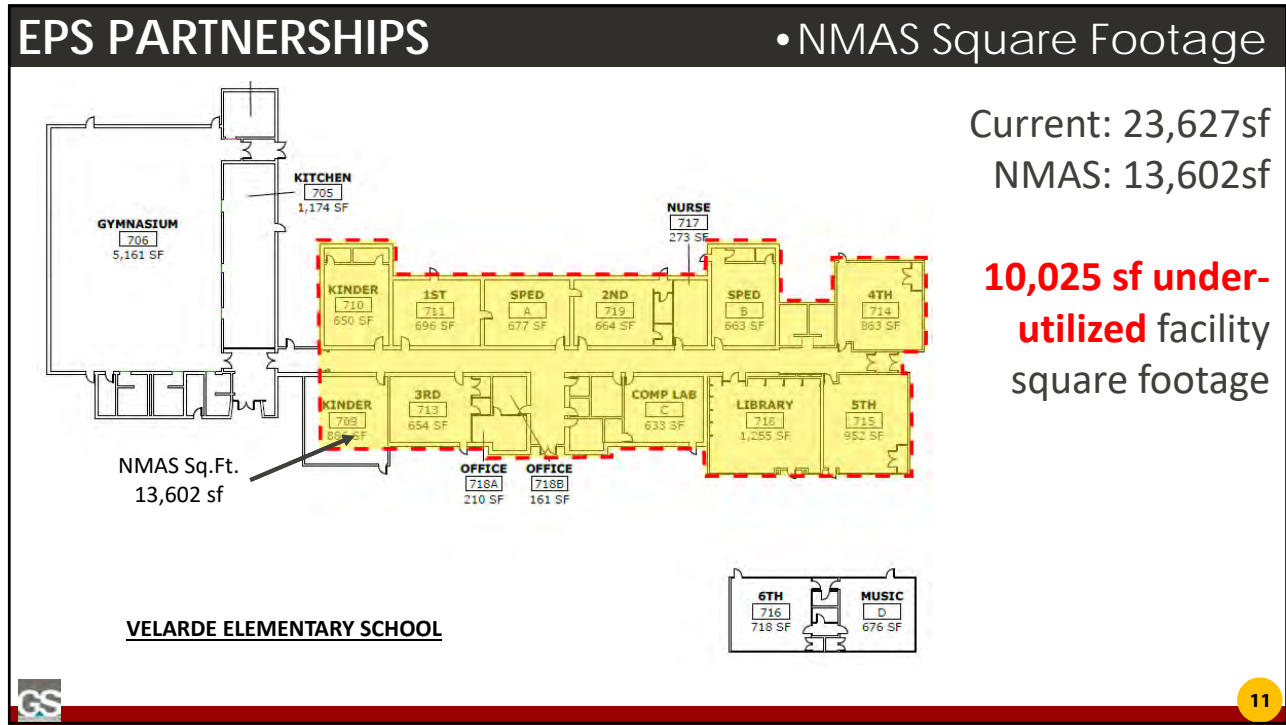 EPS PARTNERSHIPS
•NMAS Square Footage
Current: 23,627sf
NMAS: 13,602sf
10,025 sf under-
utilized facility
square footage
KITCHEN
705
1,174 SF
GYMNASIUM
706
5,161 SF
NURSE
717
273 SF
KINDER
710
650 SF
1ST
711
696 SF
SPED
A
677 SF
2ND
719
664 SF
SPED
B
663 SF
4TH
714
863 SF
KINDER
709
886 SF
3RD
713
654 SF
COMP LAB
C
633 SF
LIBRARY
716
1,255 SF
5TH
715
952 SF
OFFICE
718A
210 SF
OFFICE
718B
161 SF
NMAS Sq.Ft.
13,602 sf
6TH
716
718 SF
MUSIC
D
676 SF
VELARDE ELEMENTARY SCHOOL
GS
11